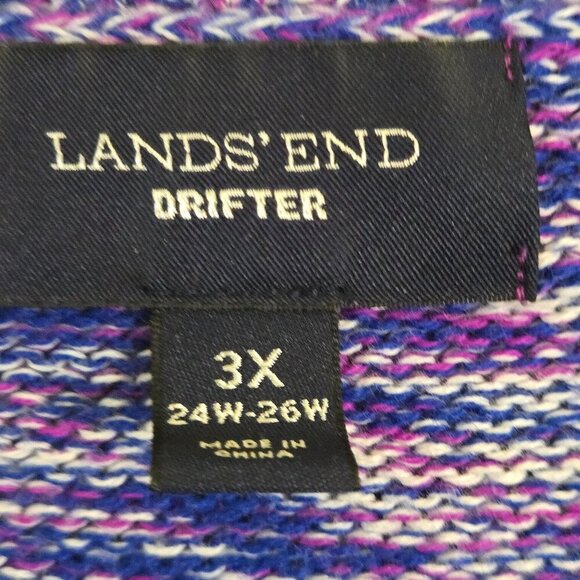 LANDS' END
DRIFTER
3X
24W-26W
MADE IN
CHINA